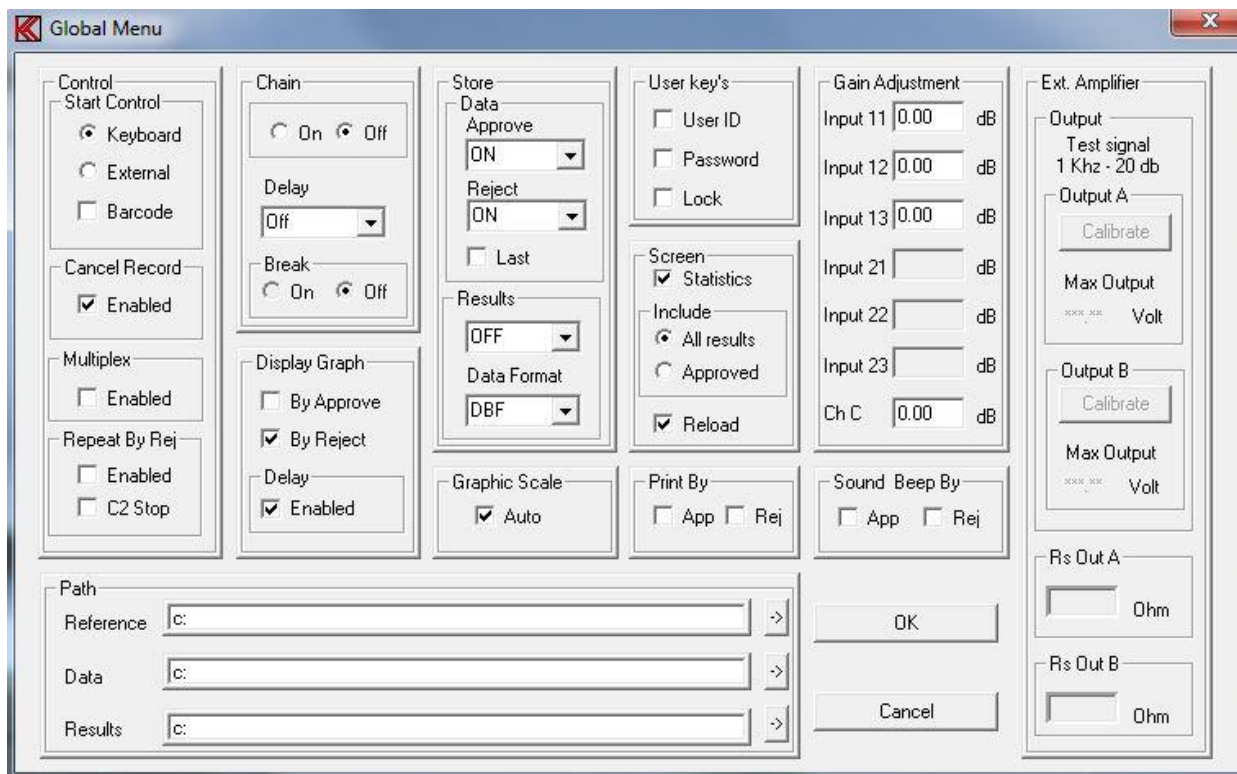 Global Menu
Control
Start Control
Keyboard
External
Barcode
Cancel Record
Enabled
Multiplex
Enabled
Repeat By Rej
Enabled
C2 Stop
Chain
On Off
Delay
Off
Break
On Off
Display Graph
By Approve
By Reject
Delay
Enabled
Store
Data
Approve
ON
Reject
ON
Last
Results
OFF
Data Format
DBF
Graphic Scale
Auto
User key's
User ID
Password
Lock
Screen
Statistics
Include
All results
Approved
Reload
Print By
App Rej
Gain Adjustment
Input 11 0.00 dB
Input 12 0.00 dB
Input 13 0.00 dB
Input 21 dB
Input 22 dB
Input 23 dB
Ch C 0.00 dB
Sound Beep By
App Rej
Ext. Amplifier
Output
Test signal
1 Khz - 20 db
Output A
Calibrate
Max Output
***.** Volt
Output B
Calibrate
Max Output
***.** Volt
Rs Out A
Ohm
Rs Out B
Ohm
Path
Reference c: ->
Data c: ->
Results c: ->
OK
Cancel